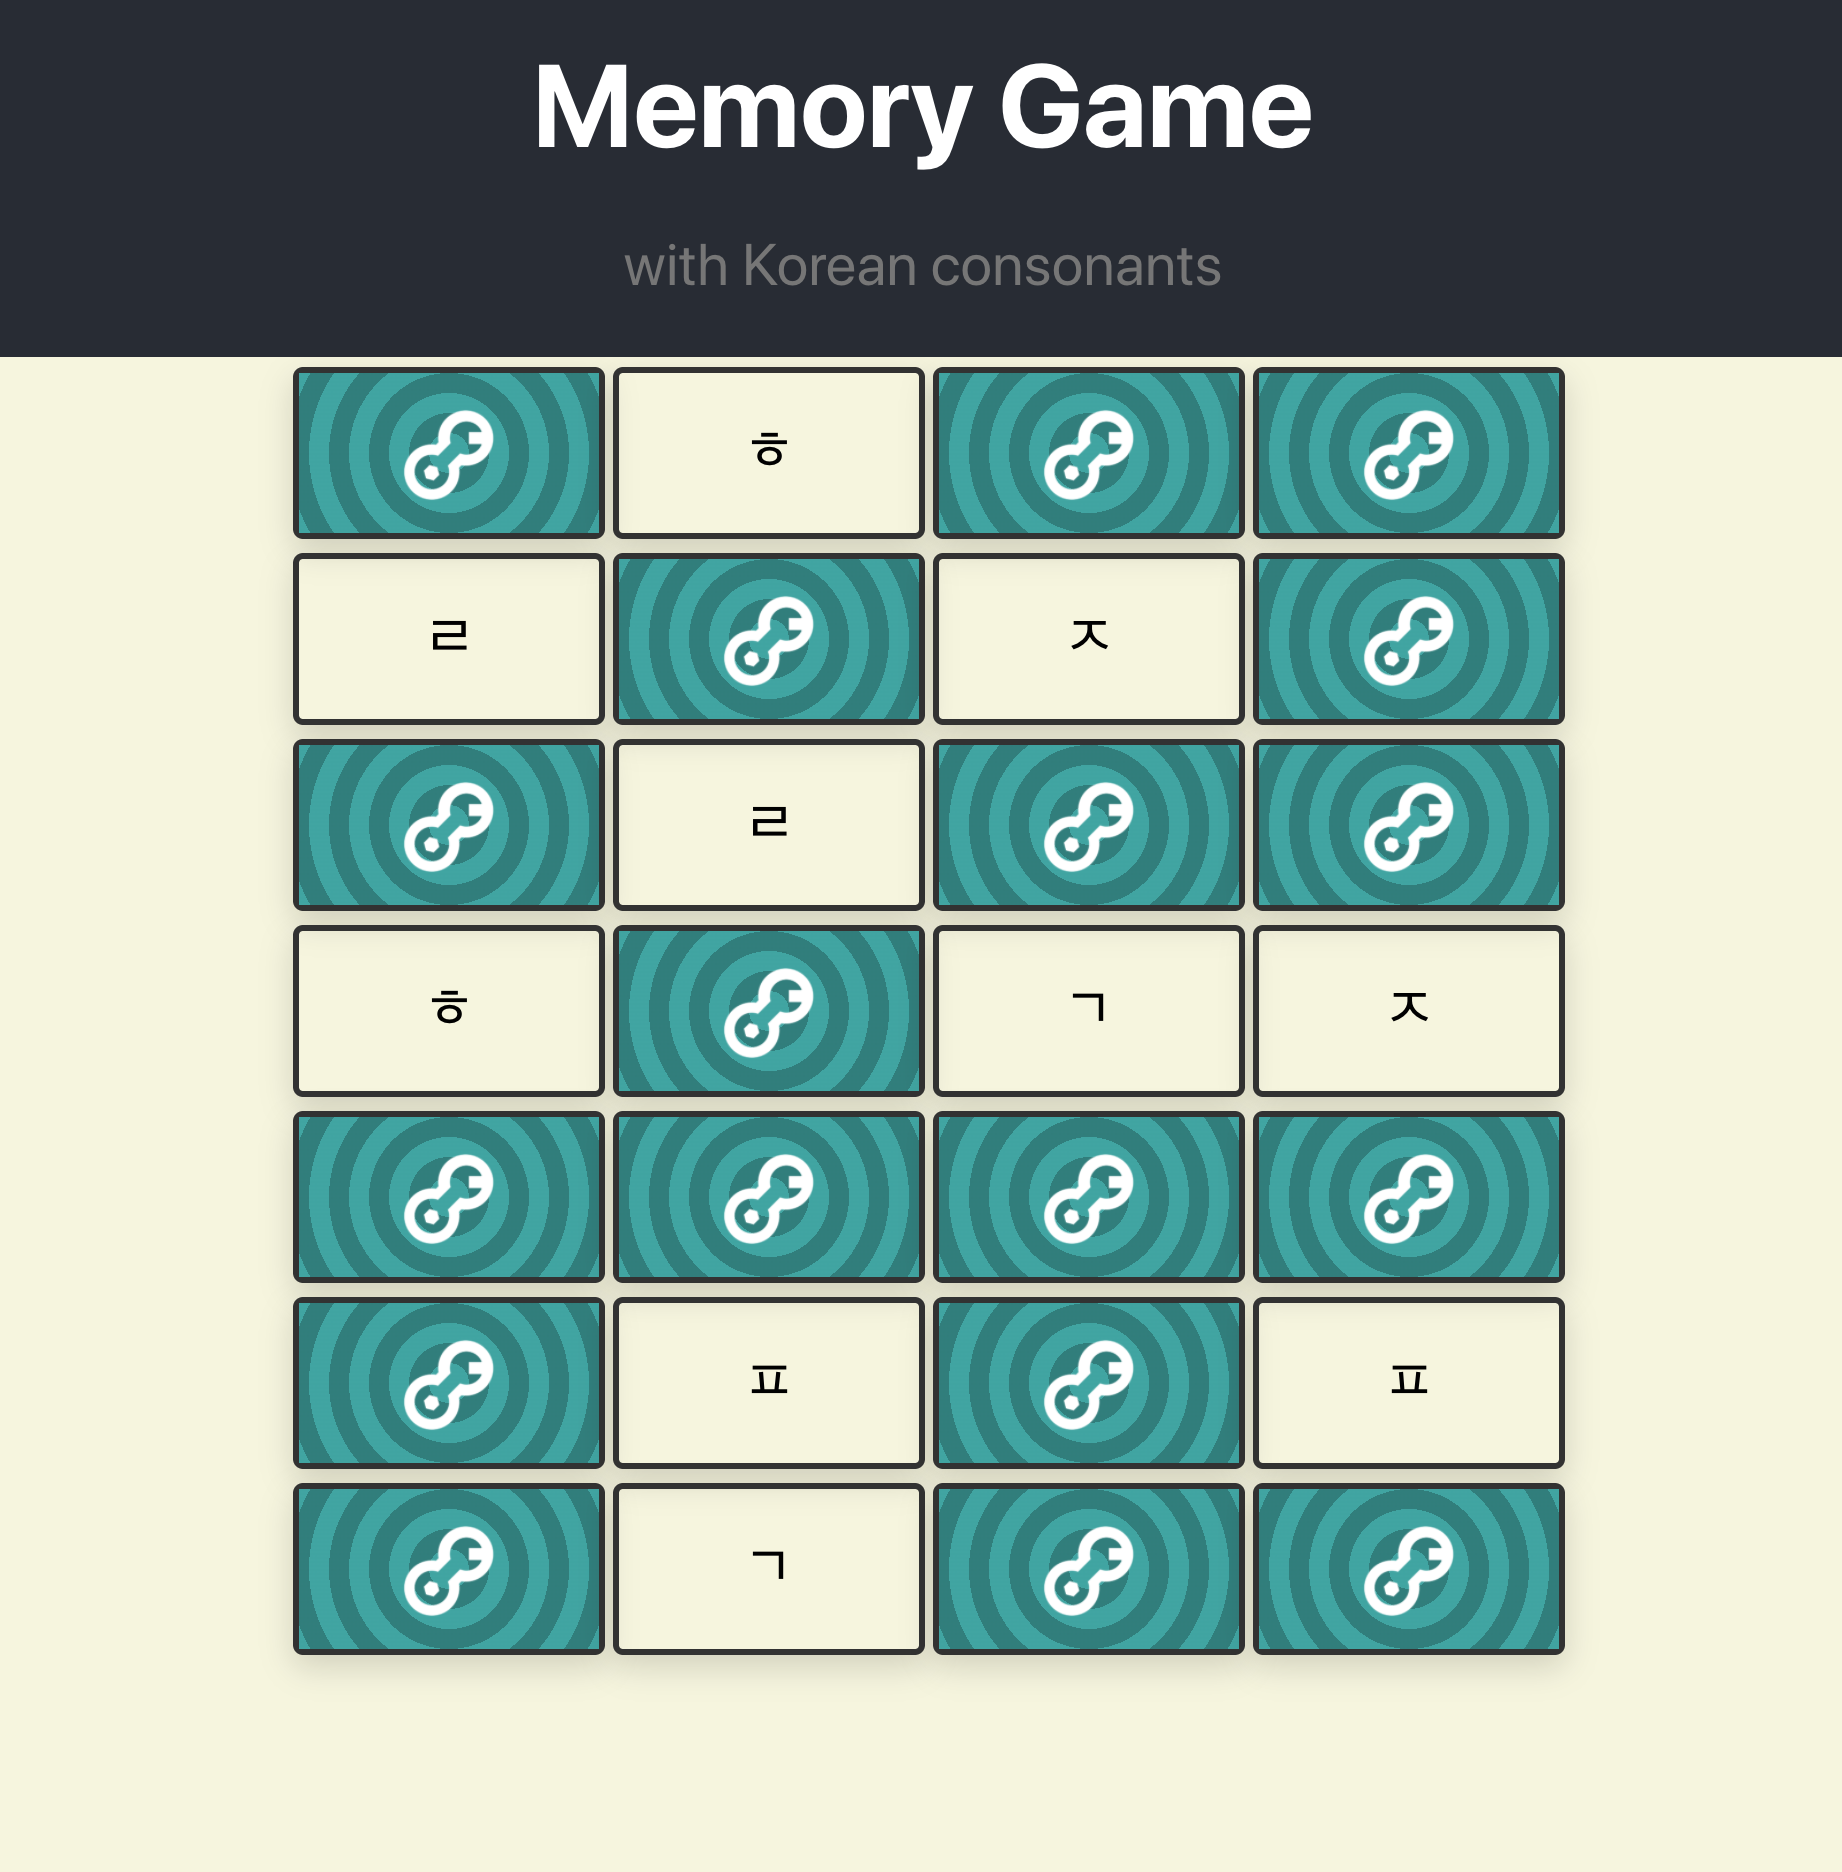 Memory Game
with Korean consonants
ㅎ
ㄹ ㅈ
ㄹ
ㅎ ㄱ ㅈ
ㅍ ㅍ
ㄱ